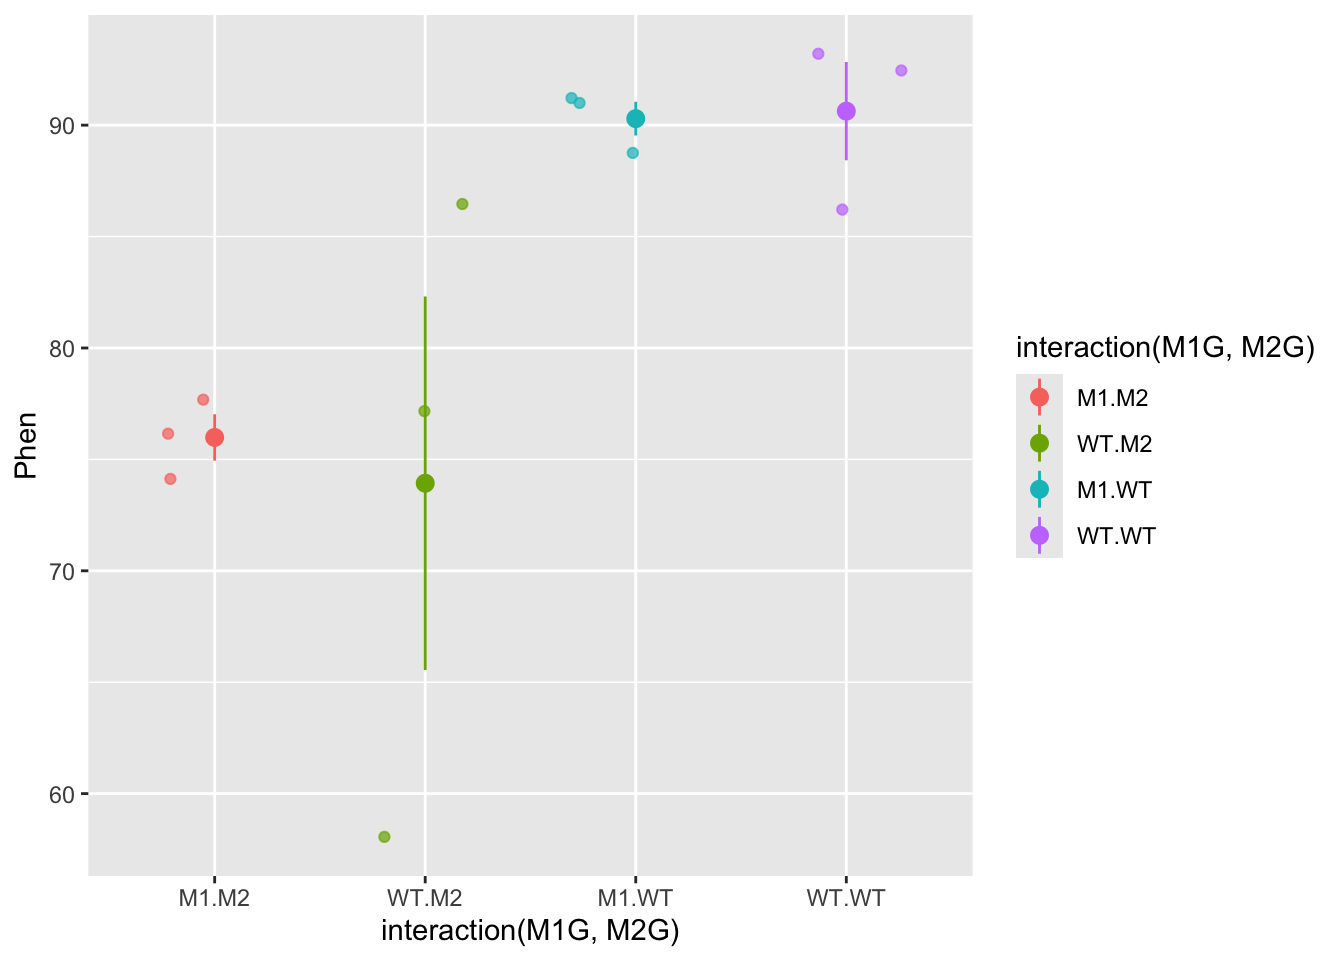 Phen
90
80
70
60
M1.M2
WT.M2
M1.WT
WT.WT
interaction(M1G, M2G)
interaction(M1G, M2G)
M1.M2
WT.M2
M1.WT
WT.WT